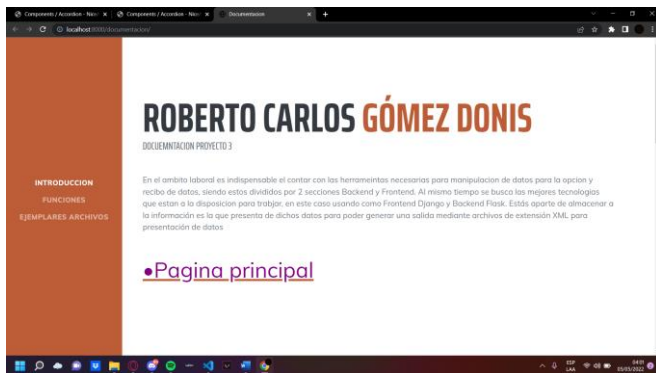 Components / Accordion - Nice
Components / Accordion - Nice
Documentacion
localhost:8000/documentacion/
ROBERTO CARLOS GÓMEZ DONIS
DOCUEMNTACION PROYECTO 3
INTRODUCCION
FUNCIONES
EJEMPLARES ARCHIVOS
En el ambito laboral es indispensable el contar con las herrameintas necesarias para manipulacion de datos para la opcion y
recibo de datos, siendo estos divididos por 2 secciones Backend y Frontend. Al mismo tiempo se busca las mejores tecnologias
que estan a la disposicion para trobjar, en este caso usando como Frontend Django y Backend Flask. Estás aparte de almacenar a
la información es la que presenta de dichos datos para poder generar una salida mediante archivos de extensión XML para
presentación de datos
•Pagina principal
ESP
LAA
04:01
05/05/2022